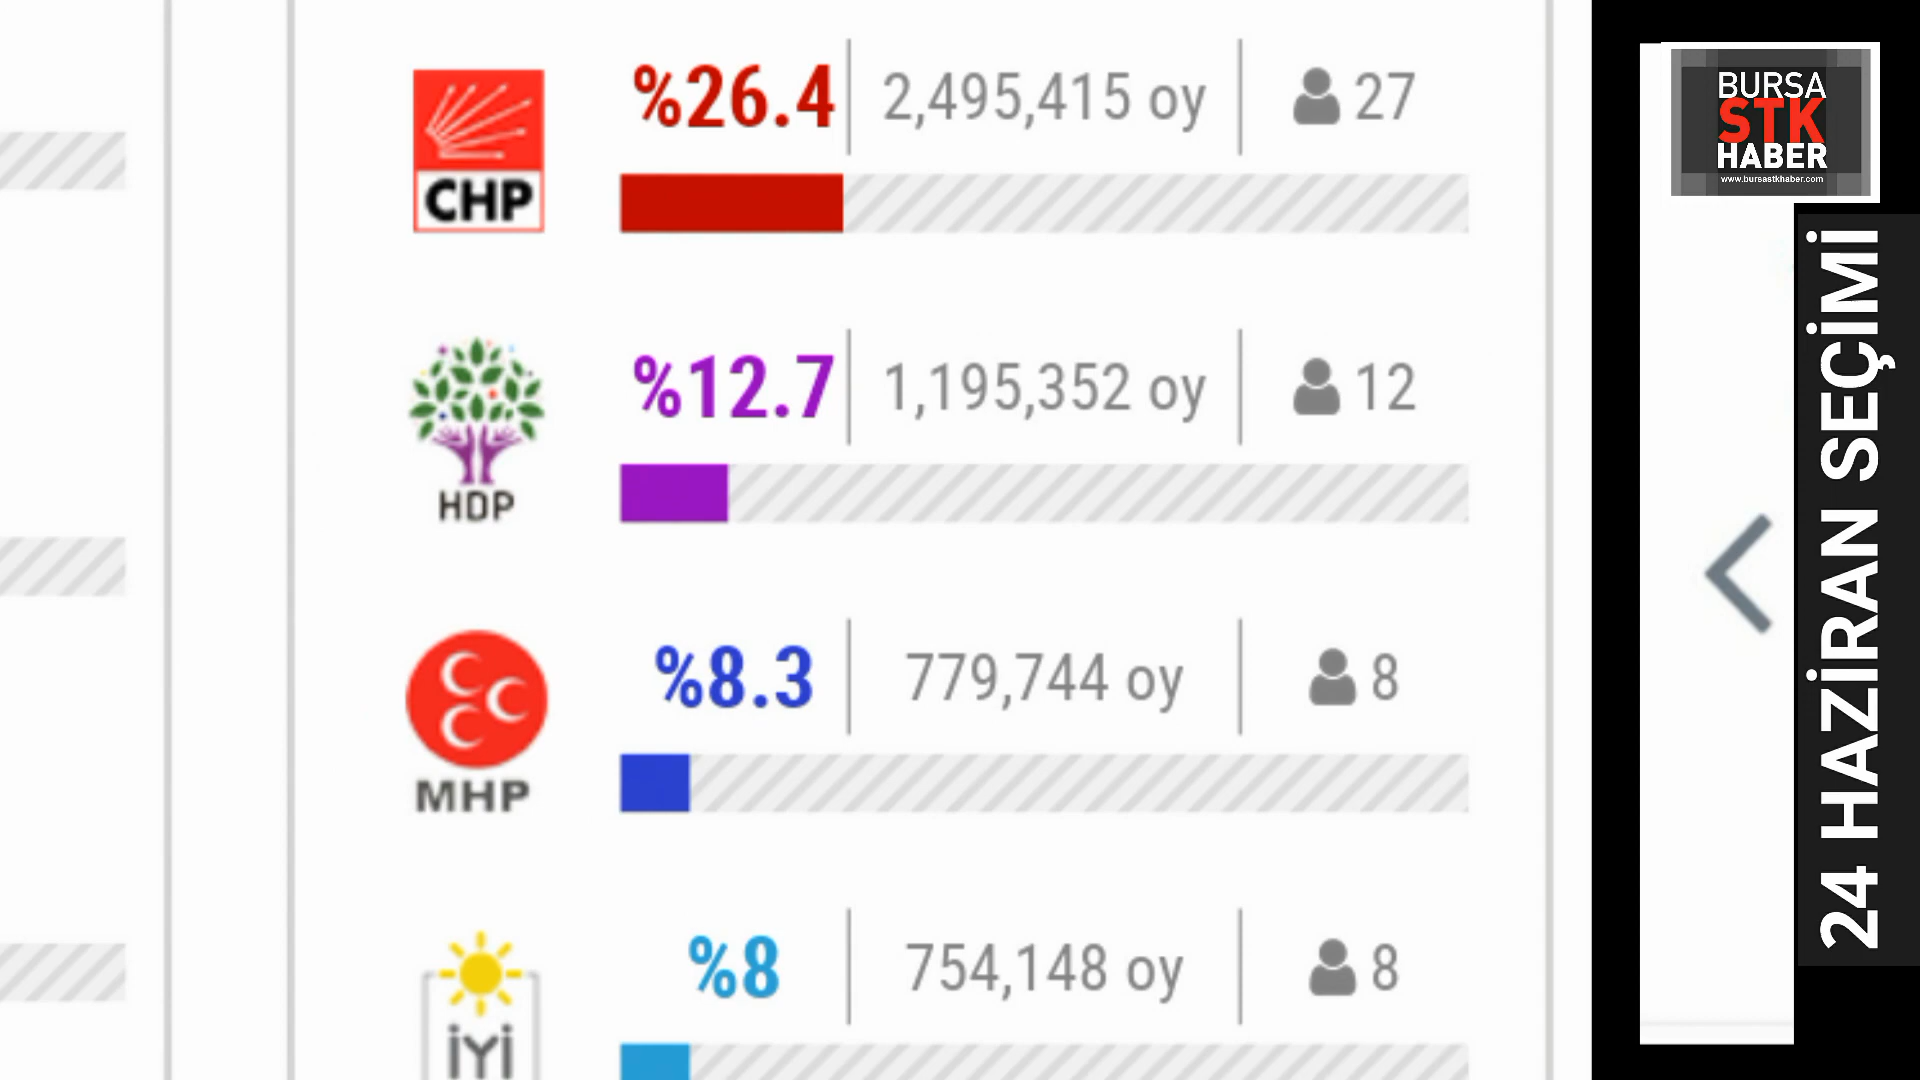 CHP
%26.4
2,495,415 oy
27
HDP
%12.7
1,195,352 oy
12
MHP
%8.3
779,744 oy
8
İYİ
%8
754,148 oy
8
BURSA
STK
HABER
www.bursastkhaber.com
24 HAZİRAN SEÇİMİ